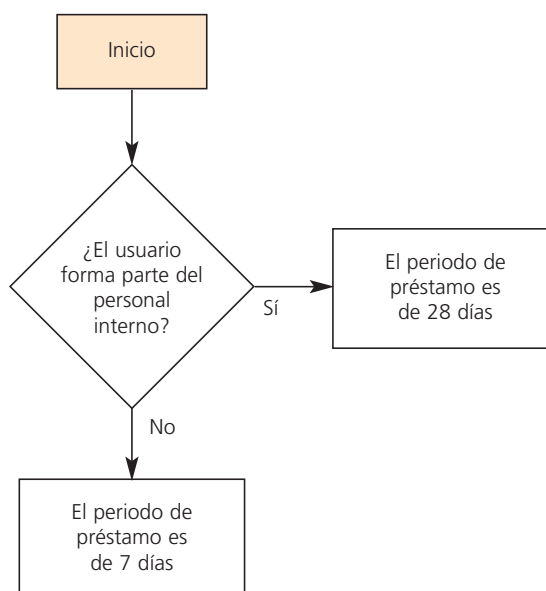 Inicio
¿El usuario
forma parte del
personal
interno?
Sí
El periodo de
préstamo es
de 28 días
No
El periodo de
préstamo es
de 7 días